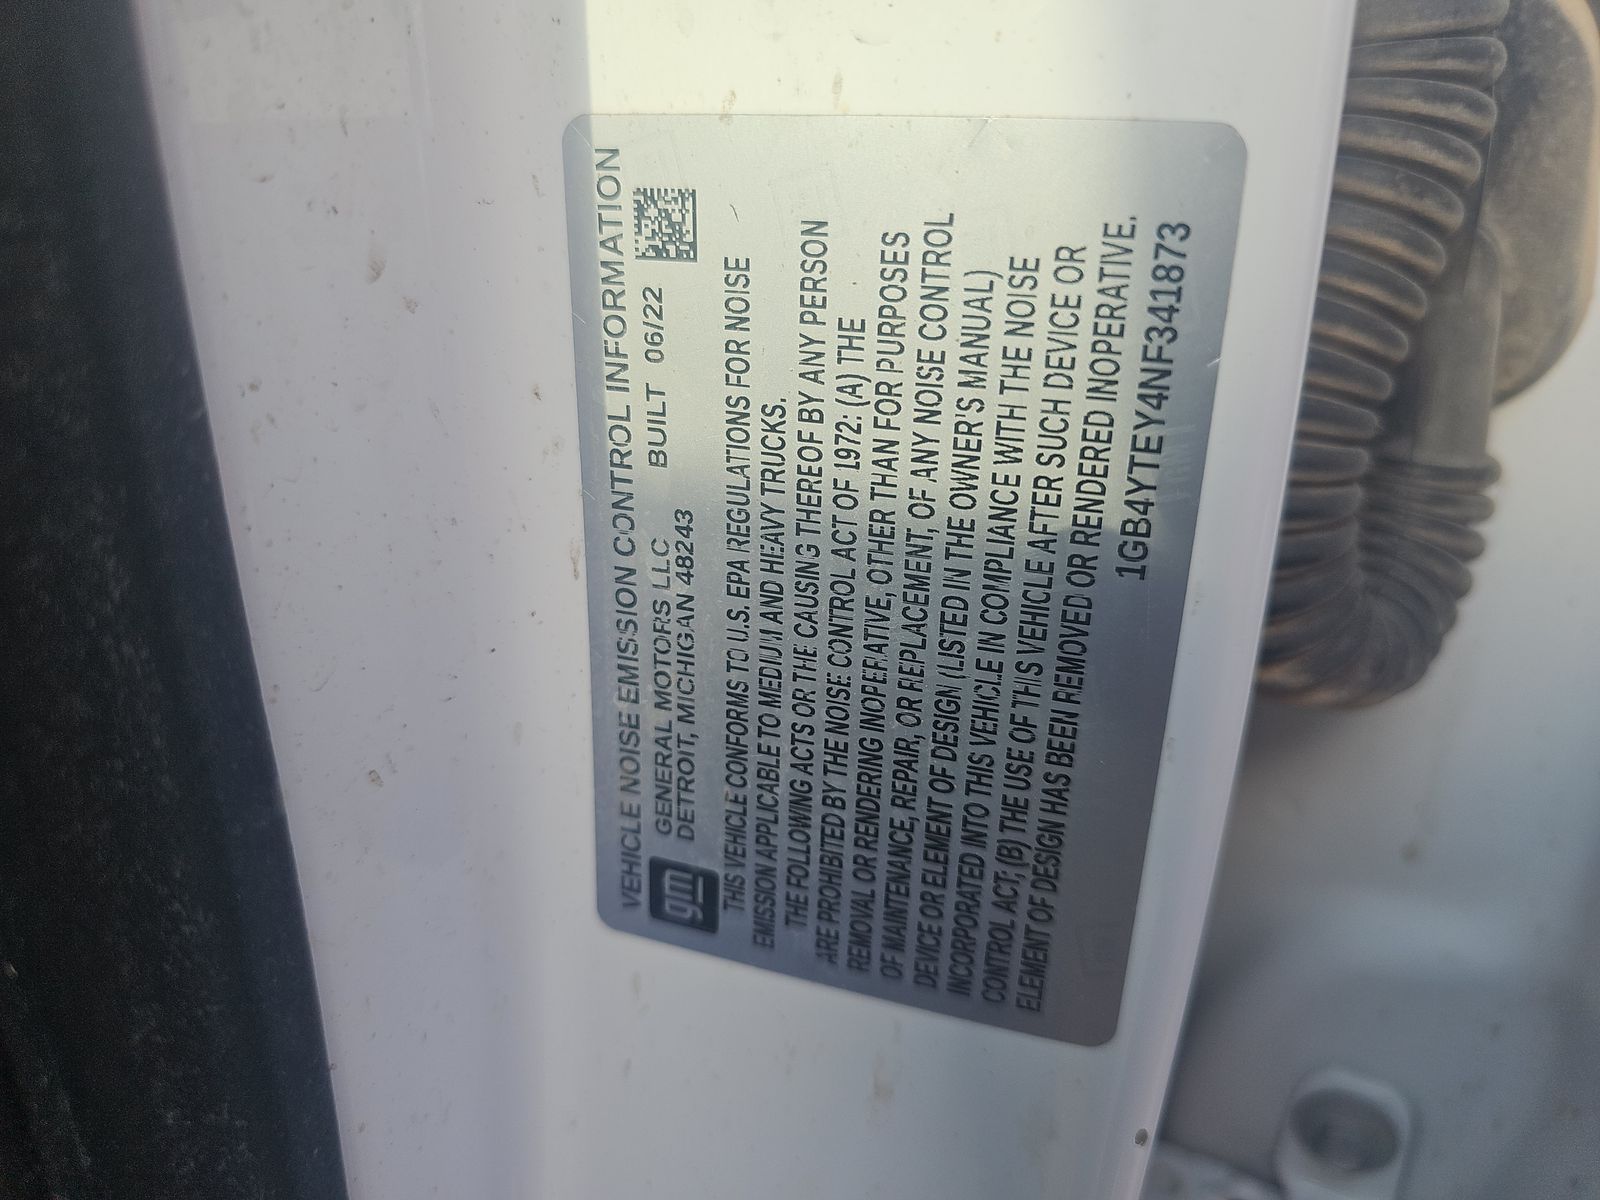 VEHICLE NOISE EMISSION CONTROL INFORMATION
gm
GENERAL MOTORS LLC
DETROIT, MICHIGAN 48243
BUILT 06/22
THIS VEHICLE CONFORMS TO U.S. EPA REGULATIONS FOR NOISE
EMISSION APPLICABLE TO MEDIUM AND HEAVY TRUCKS.
THE FOLLOWING ACTS OR THE CAUSING THEREOF BY ANY PERSON
ARE PROHIBITED BY THE NOISE CONTROL ACT OF 1972: (A) THE
REMOVAL OR RENDERING INOPERATIVE, OTHER THAN FOR PURPOSES
OF MAINTENANCE, REPAIR, OR REPLACEMENT, OF ANY NOISE CONTROL
DEVICE OR ELEMENT OF DESIGN (LISTED IN THE OWNER'S MANUAL)
INCORPORATED INTO THIS VEHICLE IN COMPLIANCE WITH THE NOISE
CONTROL ACT; (B) THE USE OF THIS VEHICLE AFTER SUCH DEVICE OR
ELEMENT OF DESIGN HAS BEEN REMOVED OR RENDERED INOPERATIVE.
1GB4YTEY4NF341873